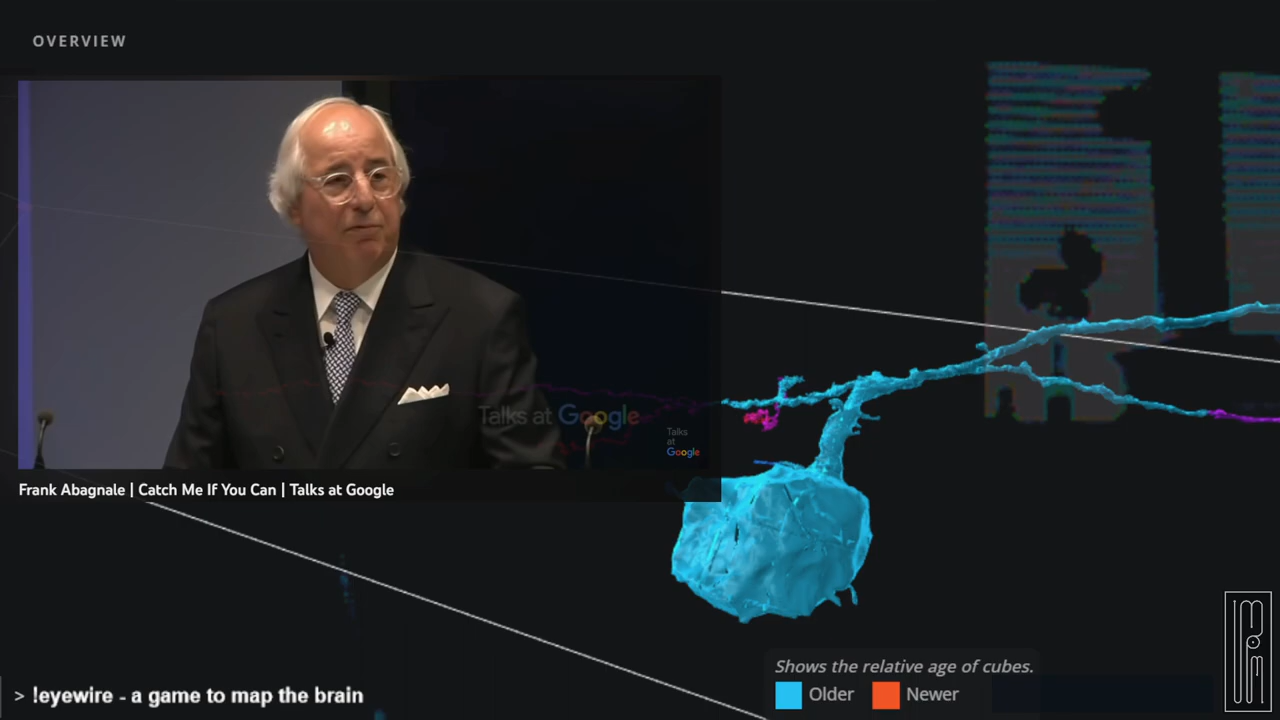 OVERVIEW
Talks at Google
Talks
at
Google
Frank Abagnale | Catch Me If You Can | Talks at Google
Shows the relative age of cubes.
Older Newer
> !eyewire - a game to map the brain